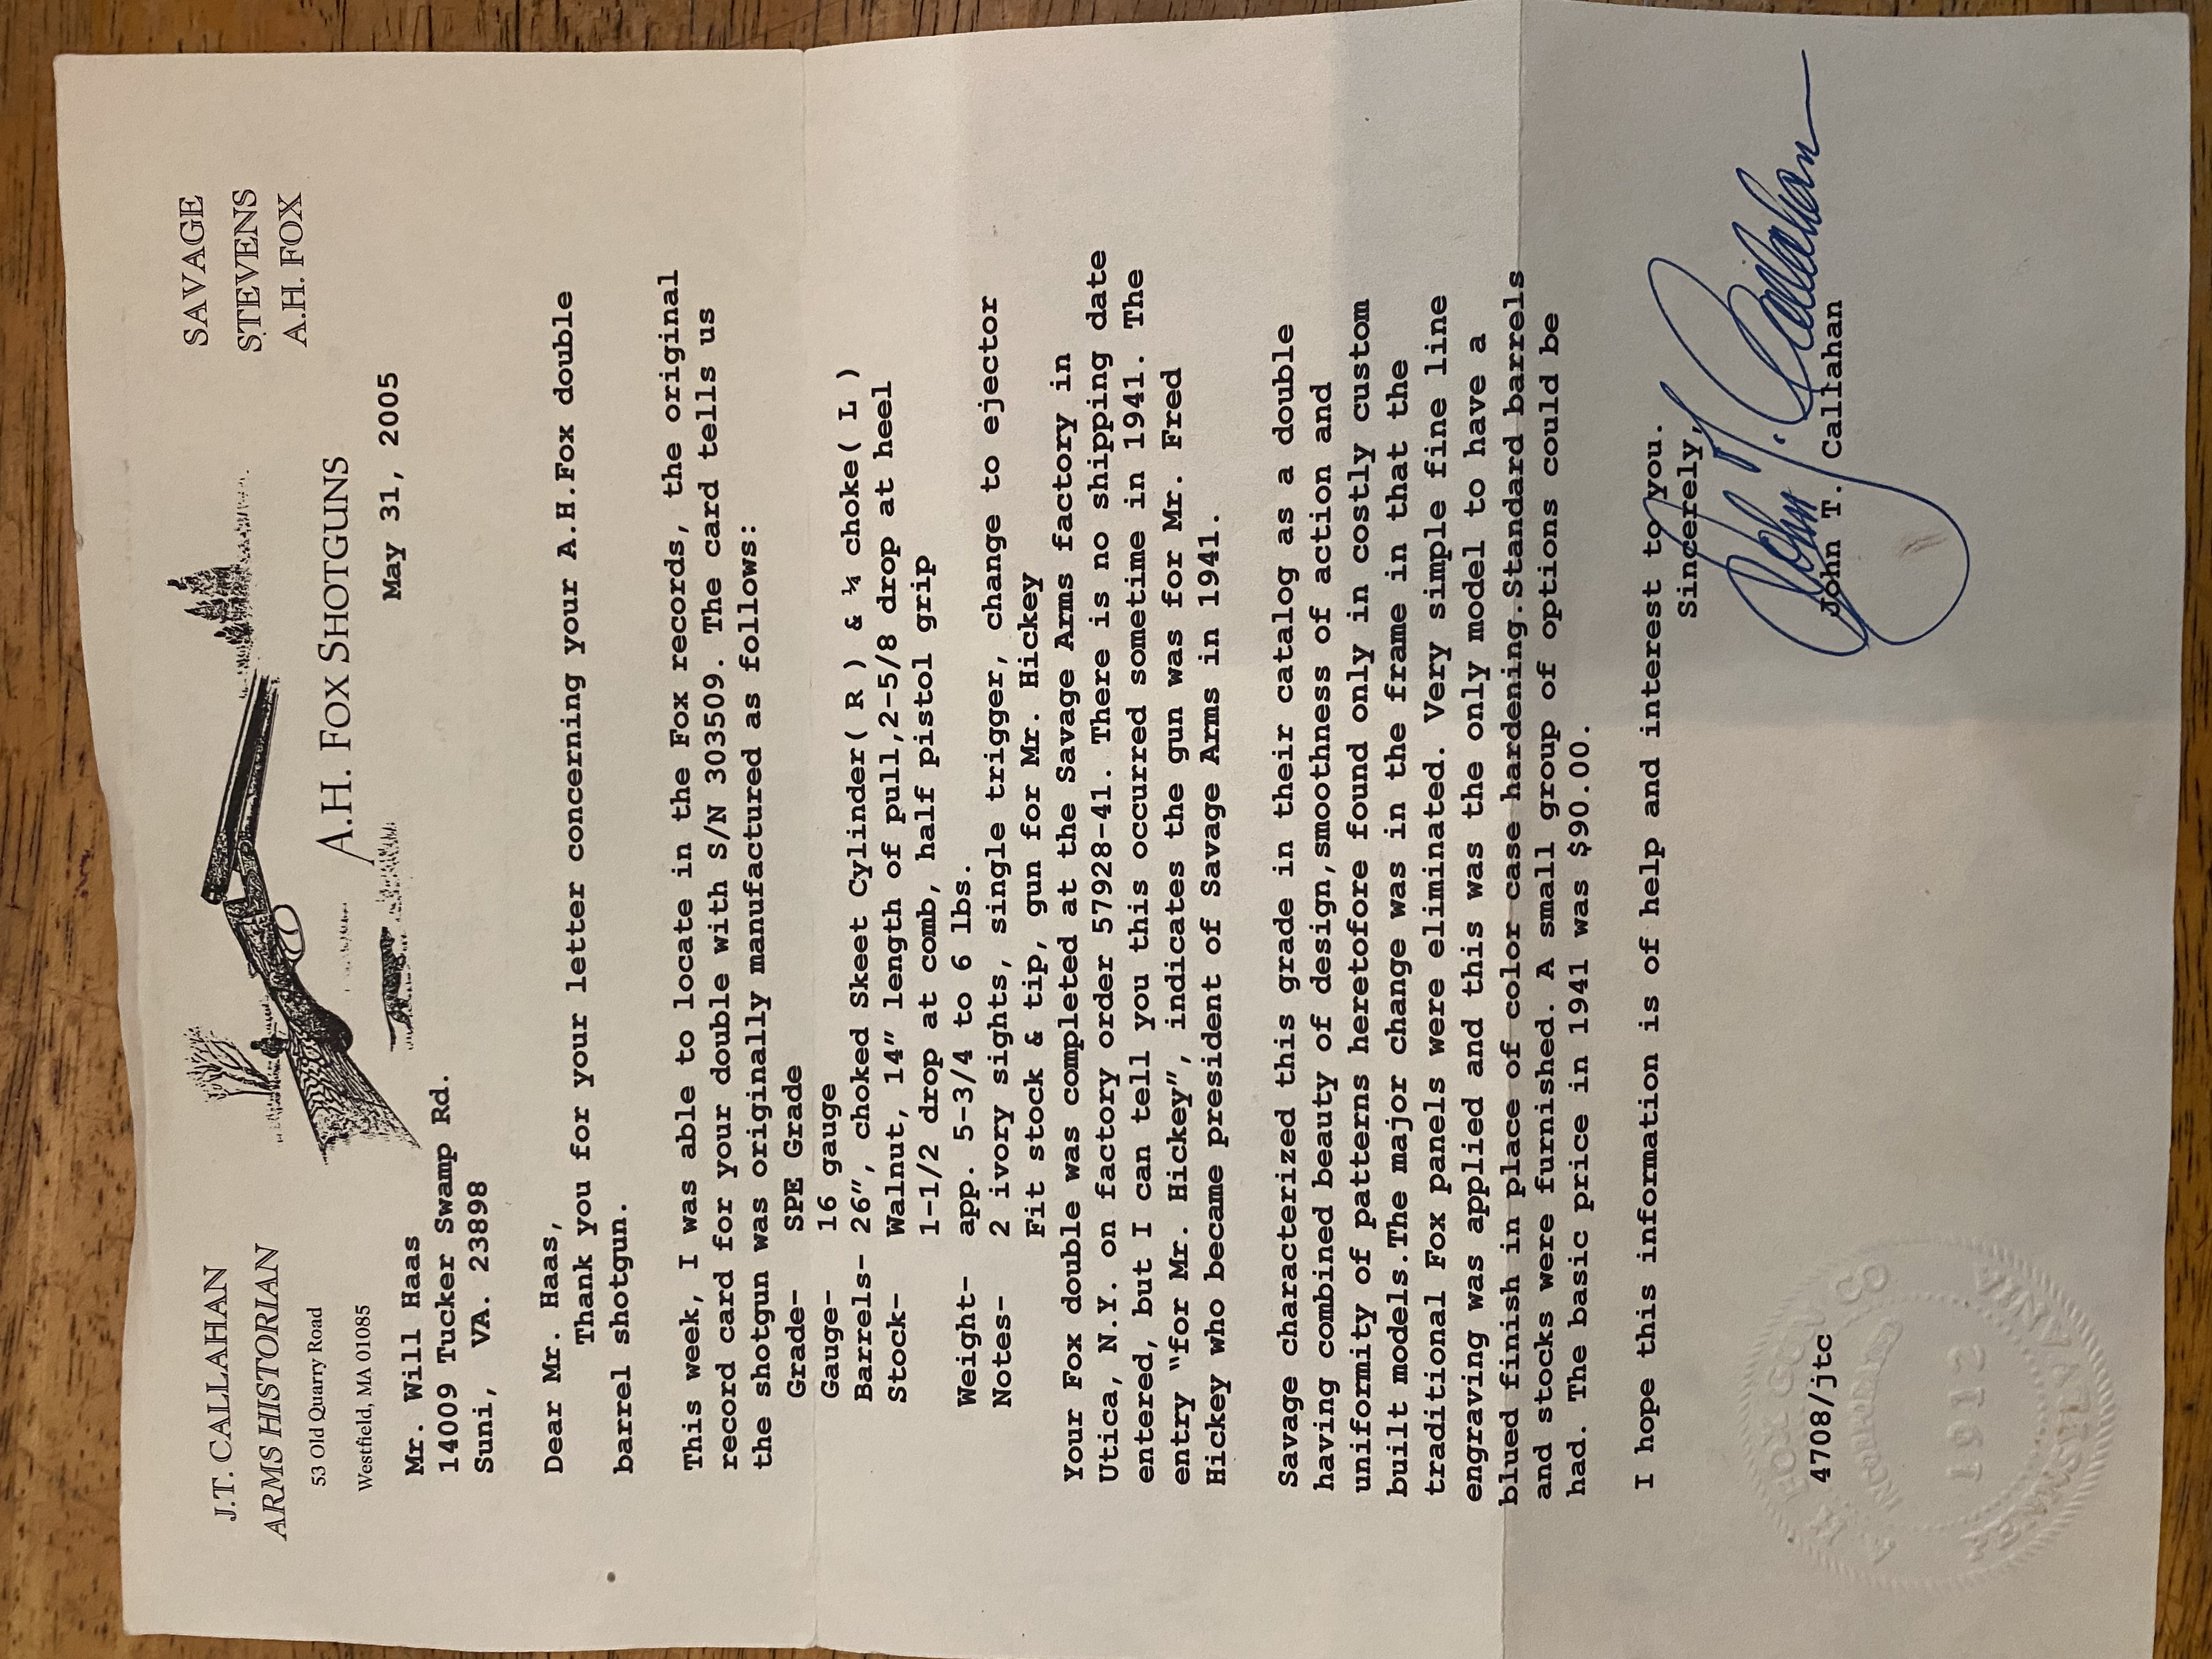 J.T. CALLAHAN
ARMS HISTORIAN
53 Old Quarry Road
Westfield, MA 01085
A.H. FOX SHOTGUNS
SAVAGE
STEVENS
A.H. FOX
May 31, 2005
Mr. Will Haas
14009 Tucker Swamp Rd.
Suni, VA. 23898
Dear Mr. Haas,
Thank you for your letter concerning your A.H.Fox double
barrel shotgun.
This week, I was able to locate in the Fox records, the original
record card for your double with S/N 303509. The card tells us
the shotgun was originally manufactured as follows:
Grade- SPE Grade
Gauge- 16 gauge
Barrels- 26", choked Skeet Cylinder( R ) & ¼ choke( L )
Stock- Walnut, 14" length of pull,2-5/8 drop at heel
1-1/2 drop at comb, half pistol grip
Weight- app. 5-3/4 to 6 lbs.
Notes- 2 ivory sights, single trigger, change to ejector
Fit stock & tip, gun for Mr. Hickey
Your Fox double was completed at the Savage Arms factory in
Utica, N.Y. on factory order 57928-41. There is no shipping date
entered, but I can tell you this occurred sometime in 1941. The
entry "for Mr. Hickey", indicates the gun was for Mr. Fred
Hickey who became president of Savage Arms in 1941.
Savage characterized this grade in their catalog as a double
having combined beauty of design,smoothness of action and
uniformity of patterns heretofore found only in costly custom
built models.The major change was in the frame in that the
traditional Fox panels were eliminated. Very simple fine line
engraving was applied and this was the only model to have a
blued finish in place of color case hardening.Standard barrels
and stocks were furnished. A small group of options could be
had. The basic price in 1941 was $90.00.
I hope this information is of help and interest to you.
Sincerely,
John T. Callahan
John T. Callahan
4708/jtc
A H FOX GUN CO
INCORPORATED
1912
PENNSYLVANIA